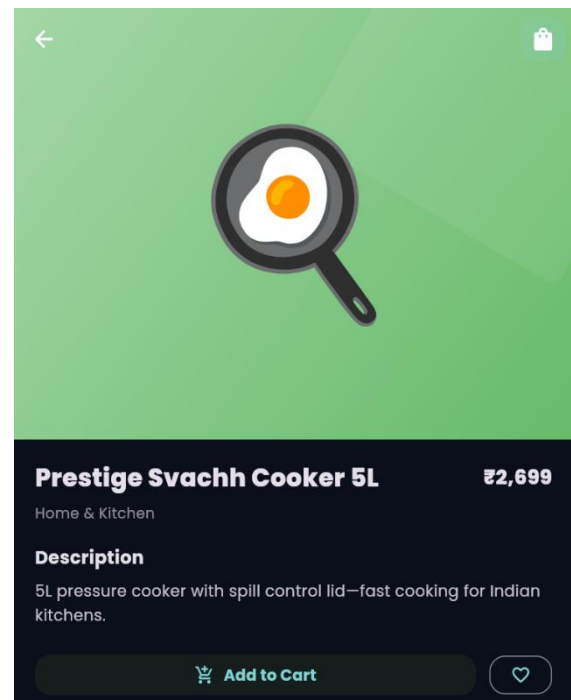 Prestige Svachh Cooker 5L
₹2,699
Home & Kitchen
Description
5L pressure cooker with spill control lid—fast cooking for Indian
kitchens.
Add to Cart